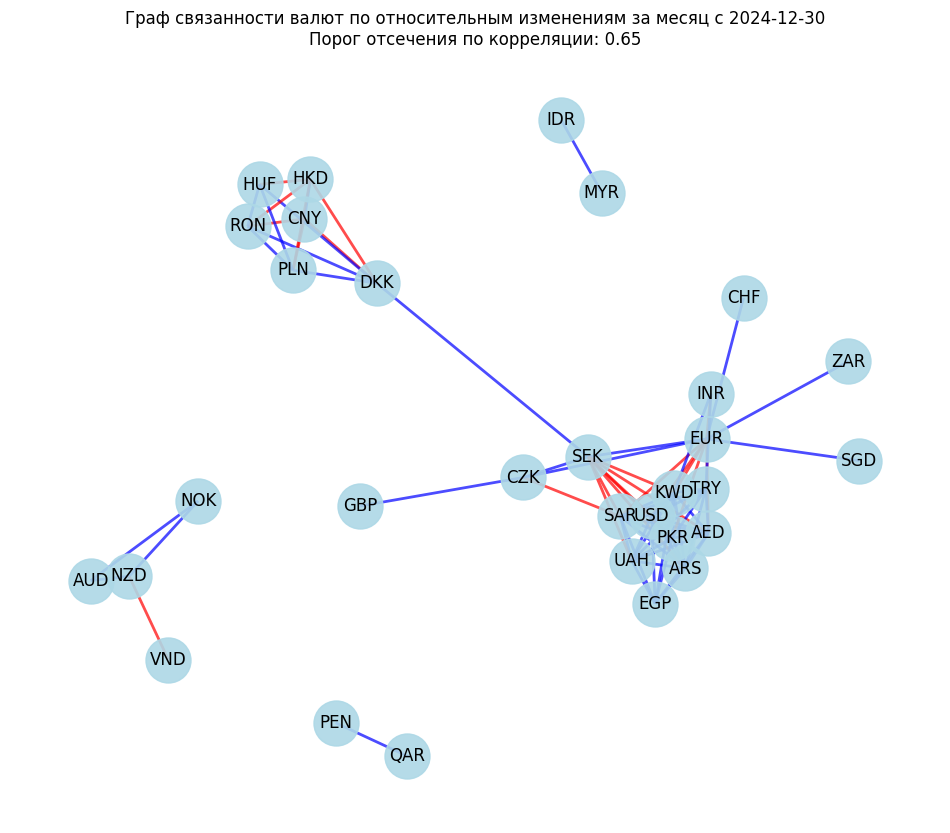 Граф связанности валют по относительным изменениям за месяц с 2024-12-30
Порог отсечения по корреляции: 0.65
IDR
HUF
HKD
MYR
RON
CNY
PLN
DKK
CHF
ZAR
INR
EUR
SEK
SGD
CZK
KWD
TRY
NOK
GBP
SAR
USD
PKR
AED
UAH
ARS
AUD
NZD
EGP
VND
PEN
QAR